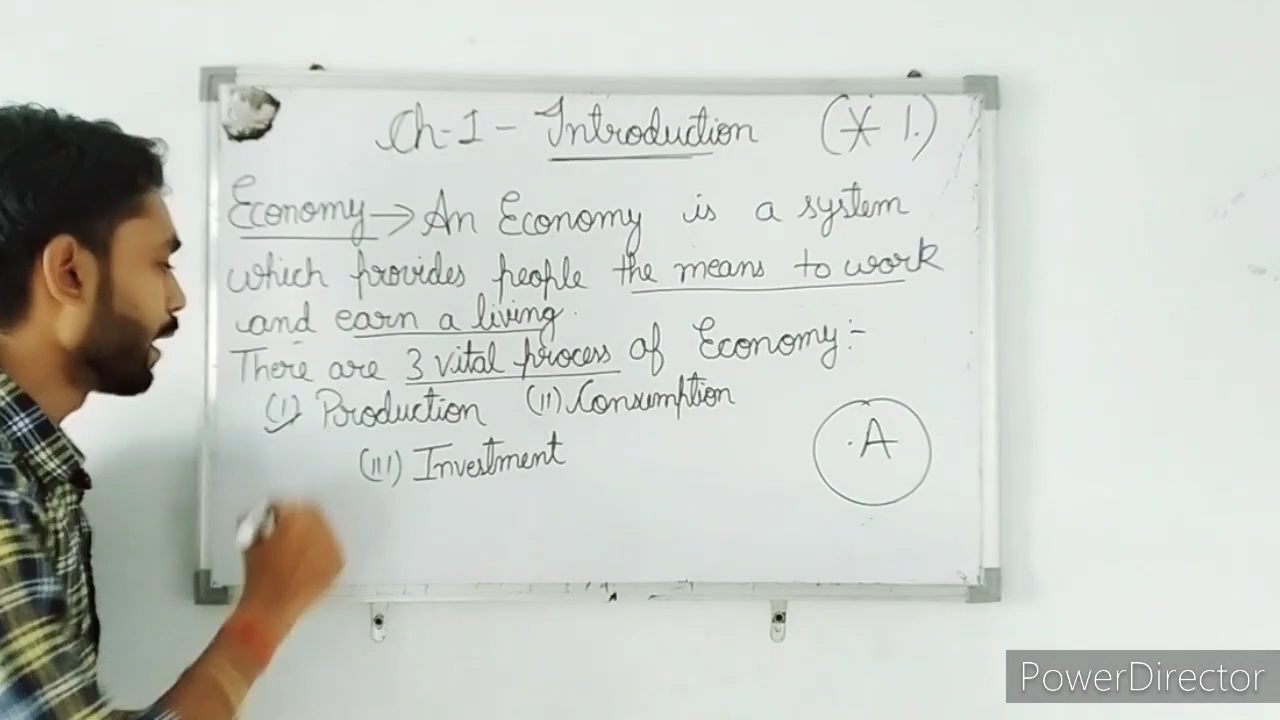 Ch-1 - Introduction (X 1.)
Economy → An Economy is a system
which provides people the means to work
and earn a living.
There are 3 vital process of Economy:-
(I) Production (II) Consumption
(III) Investment
A
PowerDirector